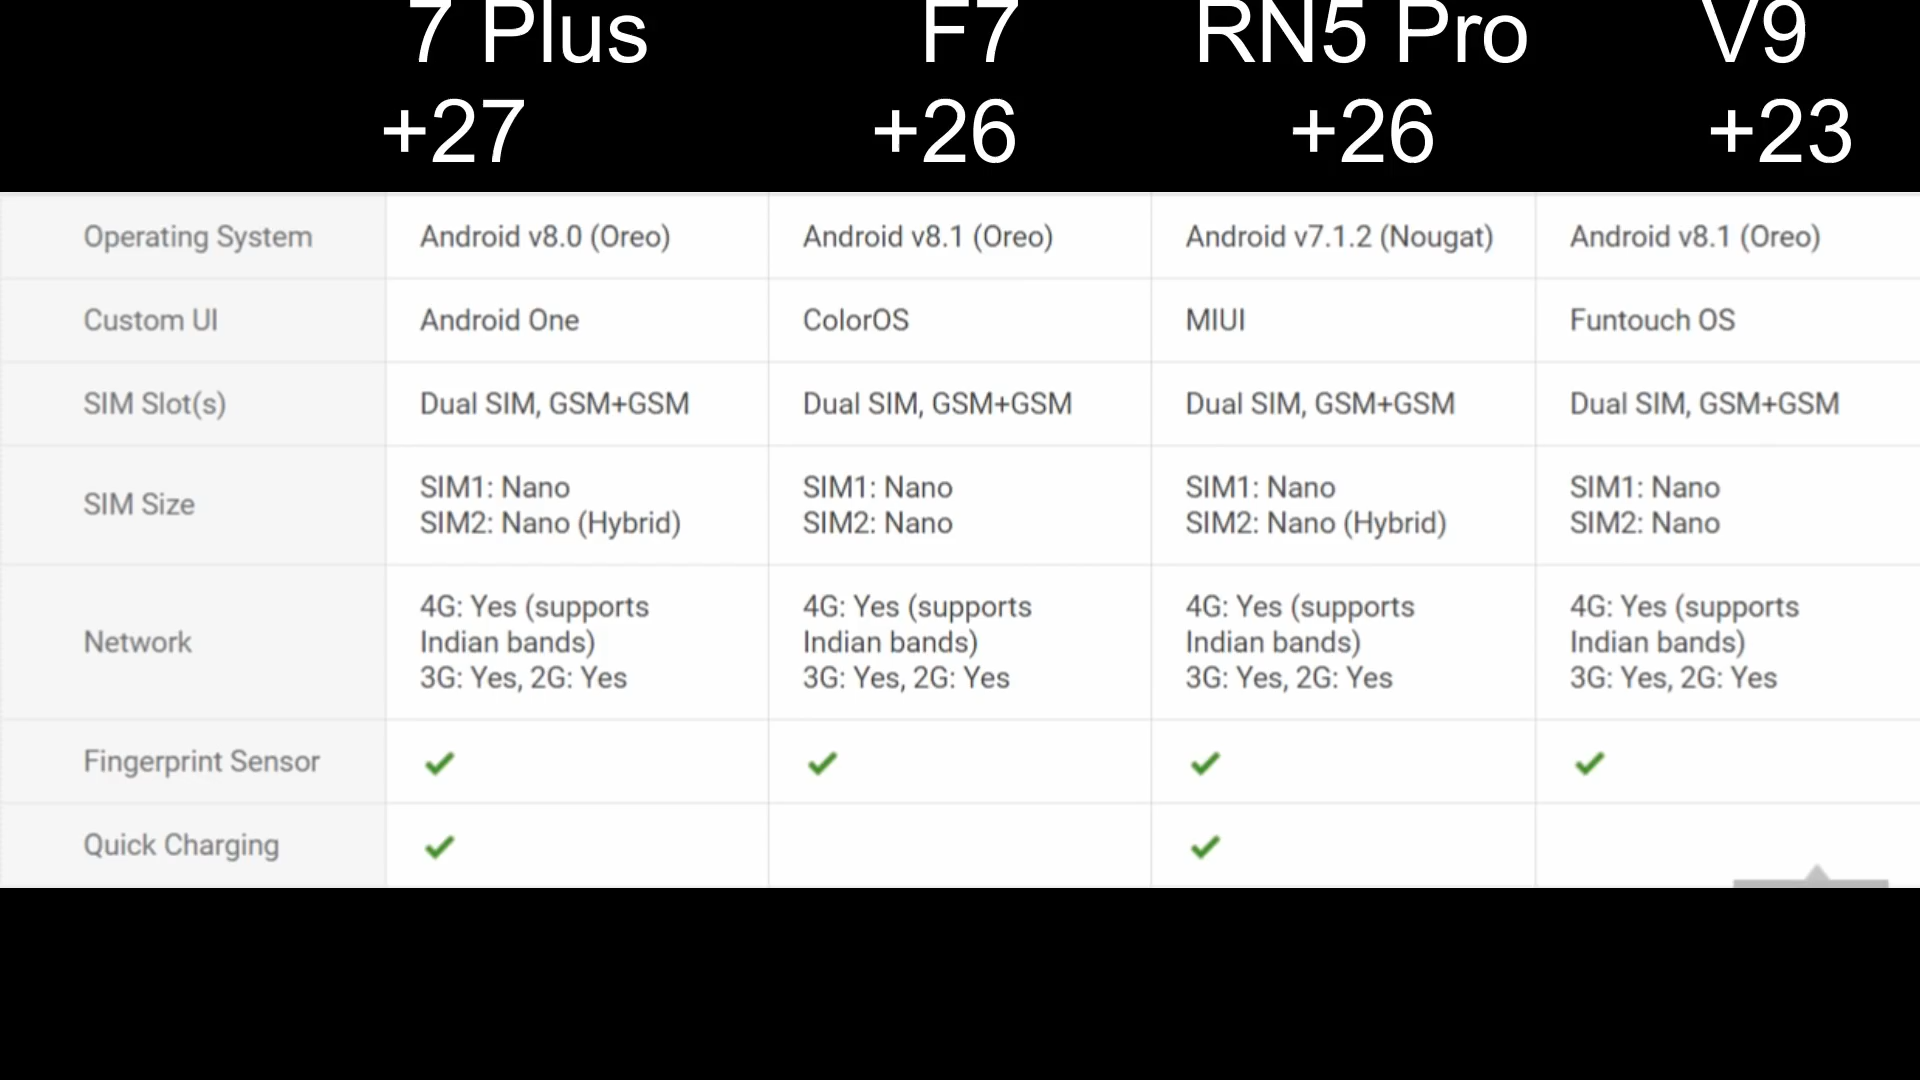 7 Plus F7 RN5 Pro V9
+27 +26 +26 +23
Operating System Android v8.0 (Oreo) Android v8.1 (Oreo) Android v7.1.2 (Nougat) Android v8.1 (Oreo)
Custom UI Android One ColorOS MIUI Funtouch OS
SIM Slot(s) Dual SIM, GSM+GSM Dual SIM, GSM+GSM Dual SIM, GSM+GSM Dual SIM, GSM+GSM
SIM Size SIM1: Nano SIM1: Nano SIM1: Nano SIM1: Nano
SIM2: Nano (Hybrid) SIM2: Nano SIM2: Nano (Hybrid) SIM2: Nano
Network 4G: Yes (supports 4G: Yes (supports 4G: Yes (supports 4G: Yes (supports
Indian bands) Indian bands) Indian bands) Indian bands)
3G: Yes, 2G: Yes 3G: Yes, 2G: Yes 3G: Yes, 2G: Yes 3G: Yes, 2G: Yes
Fingerprint Sensor
Quick Charging